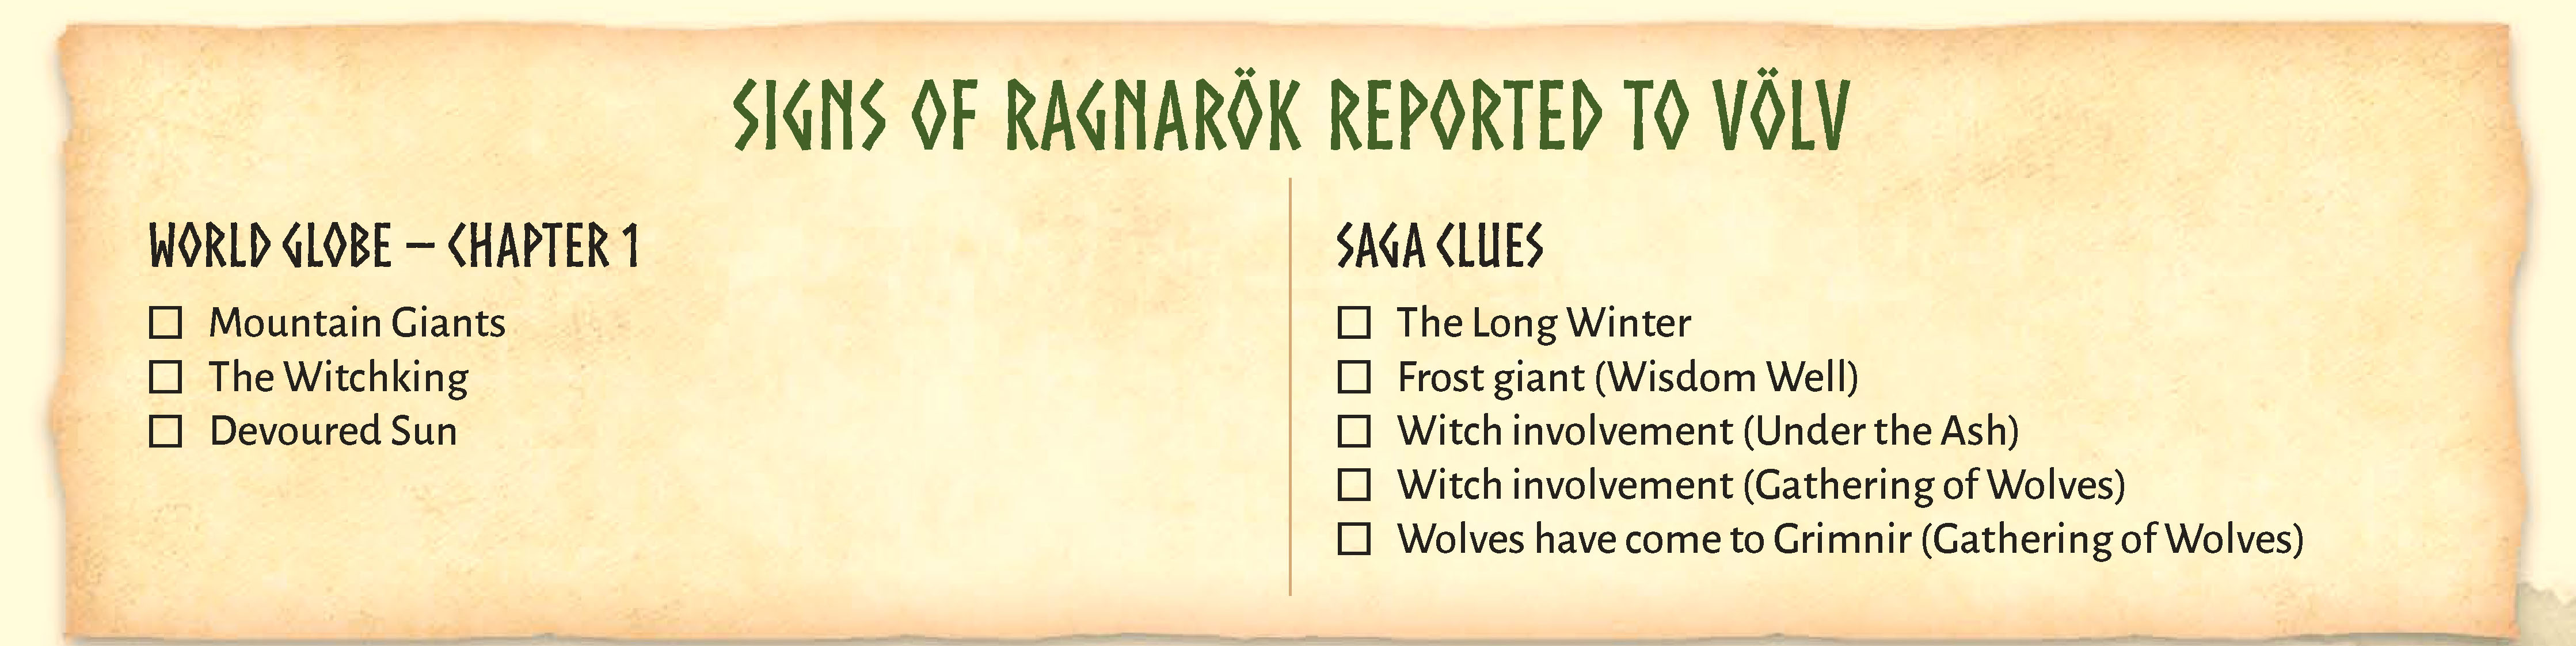 SIGNS OF RAGNARÖK REPORTED TO VÖLV
WORLD GLOBE – CHAPTER 1
☐ Mountain Giants
☐ The Witchking
☐ Devoured Sun
SAGA CLUES
☐ The Long Winter
☐ Frost giant (Wisdom Well)
☐ Witch involvement (Under the Ash)
☐ Witch involvement (Gathering of Wolves)
☐ Wolves have come to Grimnir (Gathering of Wolves)